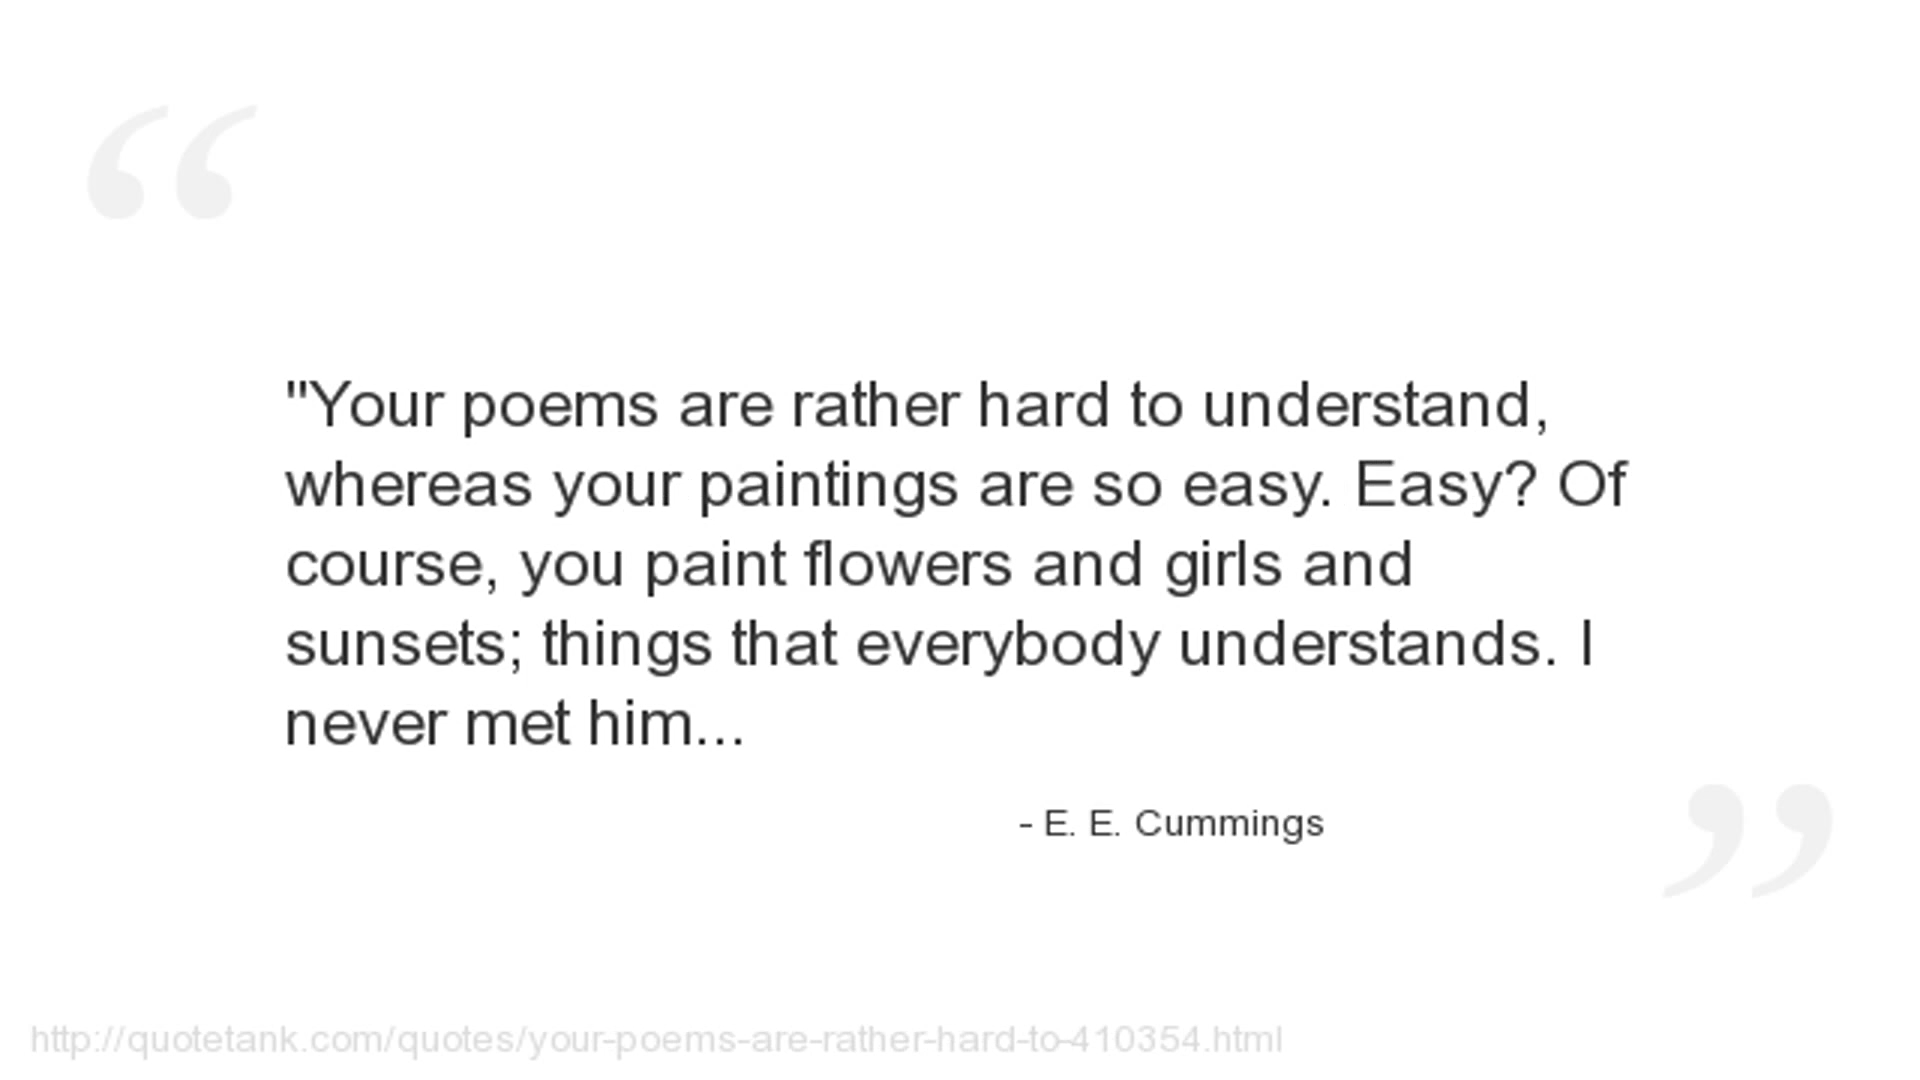 "Your poems are rather hard to understand,
whereas your paintings are so easy. Easy? Of
course, you paint flowers and girls and
sunsets; things that everybody understands. I
never met him...
- E. E. Cummings
http://quotetank.com/quotes/your-poems-are-rather-hard-to-410354.html